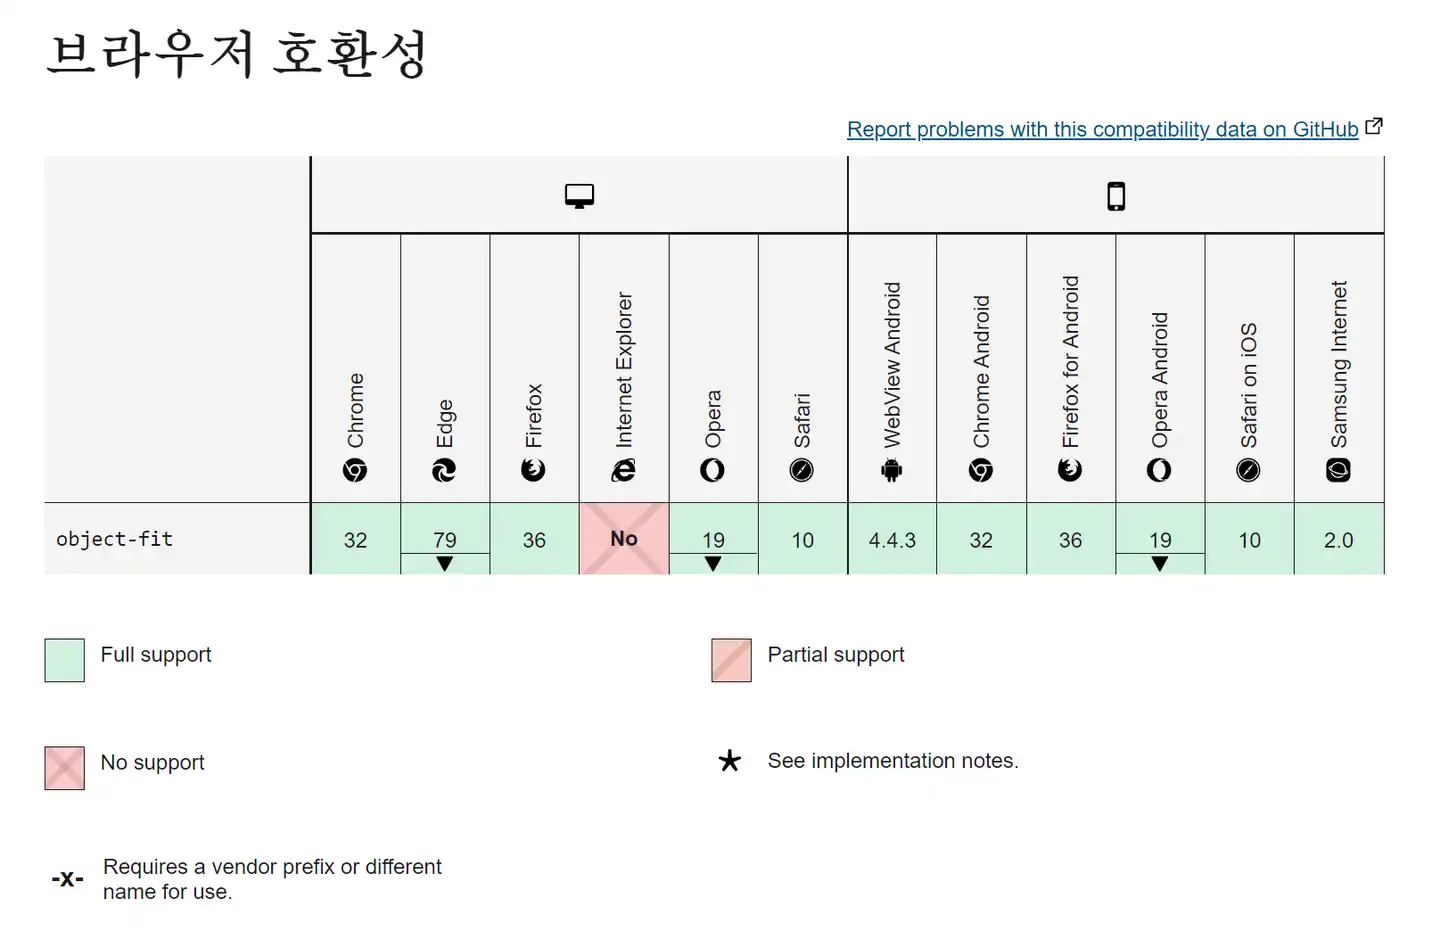 브라우저 호환성
Report problems with this compatibility data on GitHub
Chrome
Edge
Firefox
Internet Explorer
Opera
Safari
WebView Android
Chrome Android
Firefox for Android
Opera Android
Safari on iOS
Samsung Internet
object-fit 32 79 36 No 19 10 4.4.3 32 36 19 10 2.0
Full support
Partial support
No support
See implementation notes.
-x- Requires a vendor prefix or different
name for use.